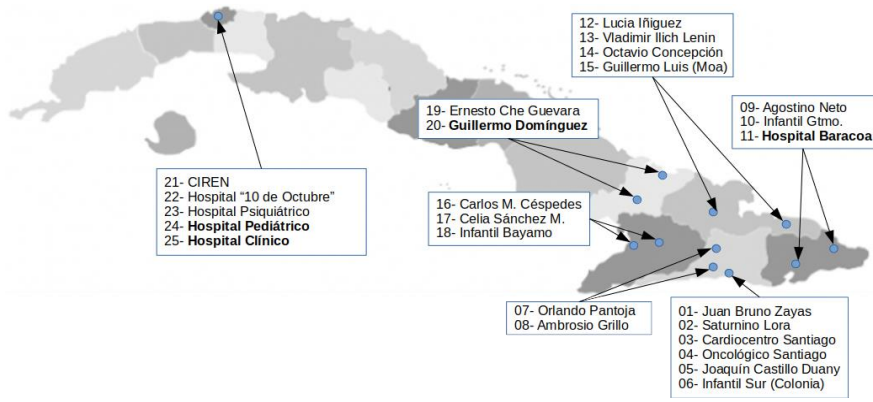 12- Lucia Iñiguez
13- Vladimir Ilich Lenin
14- Octavio Concepción
15- Guillermo Luis (Moa)
19- Ernesto Che Guevara
20- Guillermo Domínguez
09- Agostino Neto
10- Infantil Gtmo.
11- Hospital Baracoa
21- CIREN
22- Hospital “10 de Octubre”
23- Hospital Psiquiátrico
24- Hospital Pediátrico
25- Hospital Clínico
16- Carlos M. Céspedes
17- Celia Sánchez M.
18- Infantil Bayamo
07- Orlando Pantoja
08- Ambrosio Grillo
01- Juan Bruno Zayas
02- Saturnino Lora
03- Cardiocentro Santiago
04- Oncológico Santiago
05- Joaquín Castillo Duany
06- Infantil Sur (Colonia)